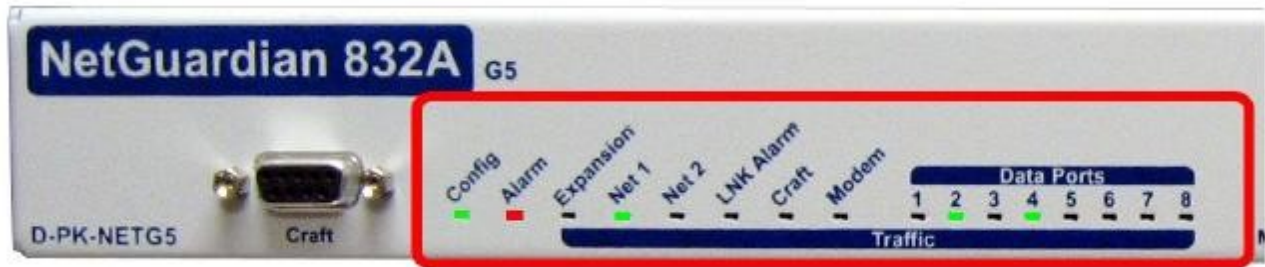 NetGuardian 832A G5
Config Alarm Expansion Net 1 Net 2 LNK Alarm Craft Modem
Data Ports
1 2 3 4 5 6 7 8
D-PK-NETG5 Craft Traffic